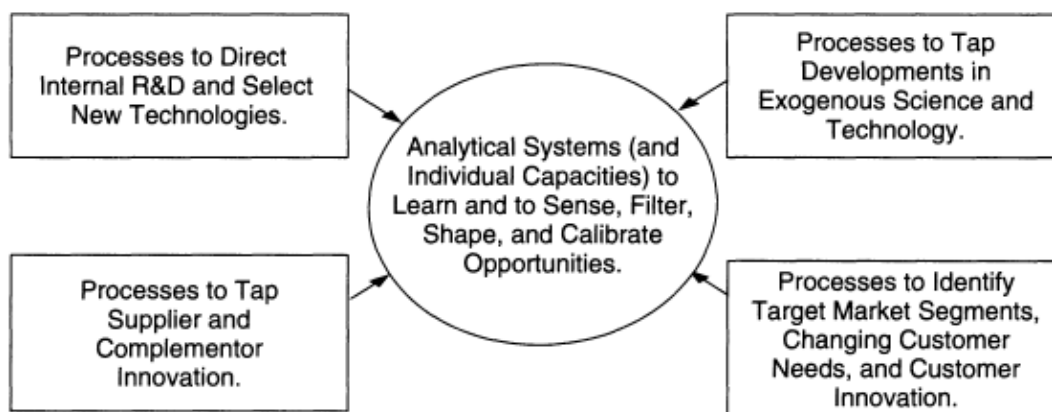 Processes to Direct
Internal R&D and Select
New Technologies.
Processes to Tap
Developments in
Exogenous Science and
Technology.
Analytical Systems (and
Individual Capacities) to
Learn and to Sense, Filter,
Shape, and Calibrate
Opportunities.
Processes to Tap
Supplier and
Complementor
Innovation.
Processes to Identify
Target Market Segments,
Changing Customer
Needs, and Customer
Innovation.